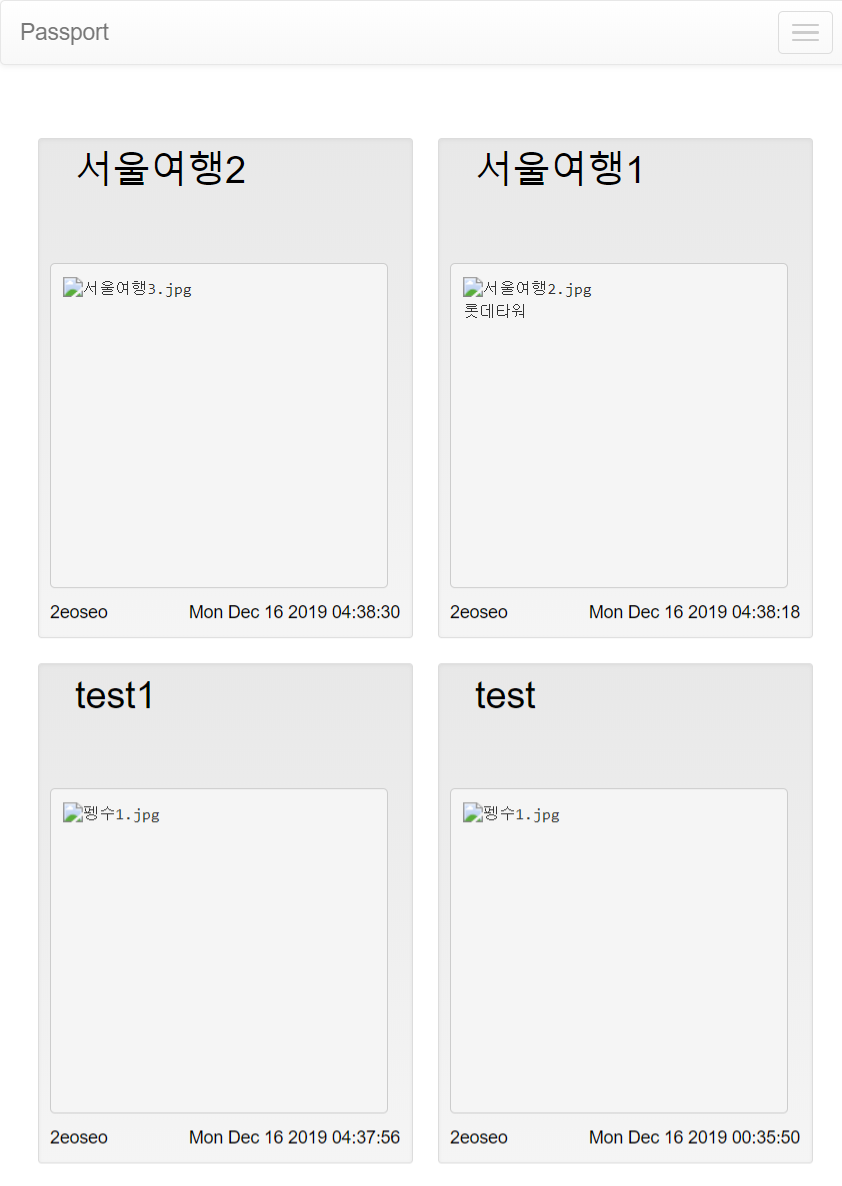 Passport
서울여행2
서울여행3.jpg
2eoseo Mon Dec 16 2019 04:38:30
서울여행1
서울여행2.jpg
롯데타워
2eoseo Mon Dec 16 2019 04:38:18
test1
펭수1.jpg
2eoseo Mon Dec 16 2019 04:37:56
test
펭수1.jpg
2eoseo Mon Dec 16 2019 00:35:50